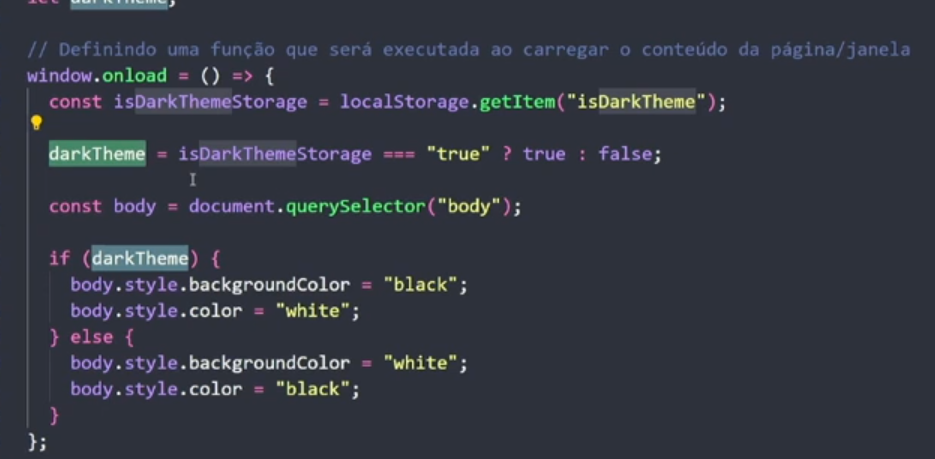 let darkTheme;
// Definindo uma função que será executada ao carregar o conteúdo da página/janela
window.onload = () => {
const isDarkThemeStorage = localStorage.getItem("isDarkTheme");
darkTheme = isDarkThemeStorage === "true" ? true : false;
const body = document.querySelector("body");
if (darkTheme) {
body.style.backgroundColor = "black";
body.style.color = "white";
} else {
body.style.backgroundColor = "white";
body.style.color = "black";
}
};